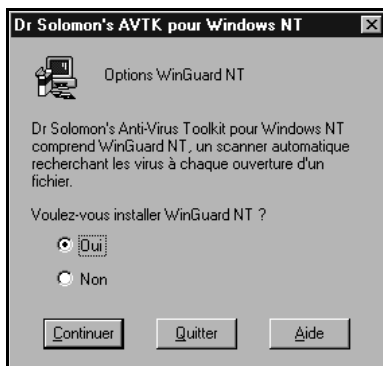 Dr Solomon's AVTK pour Windows NT
Options WinGuard NT
Dr Solomon's Anti-Virus Toolkit pour Windows NT
comprend WinGuard NT, un scanner automatique
recherchant les virus à chaque ouverture d'un
fichier.
Voulez-vous installer WinGuard NT ?
Oui
Non
Continuer Quitter Aide